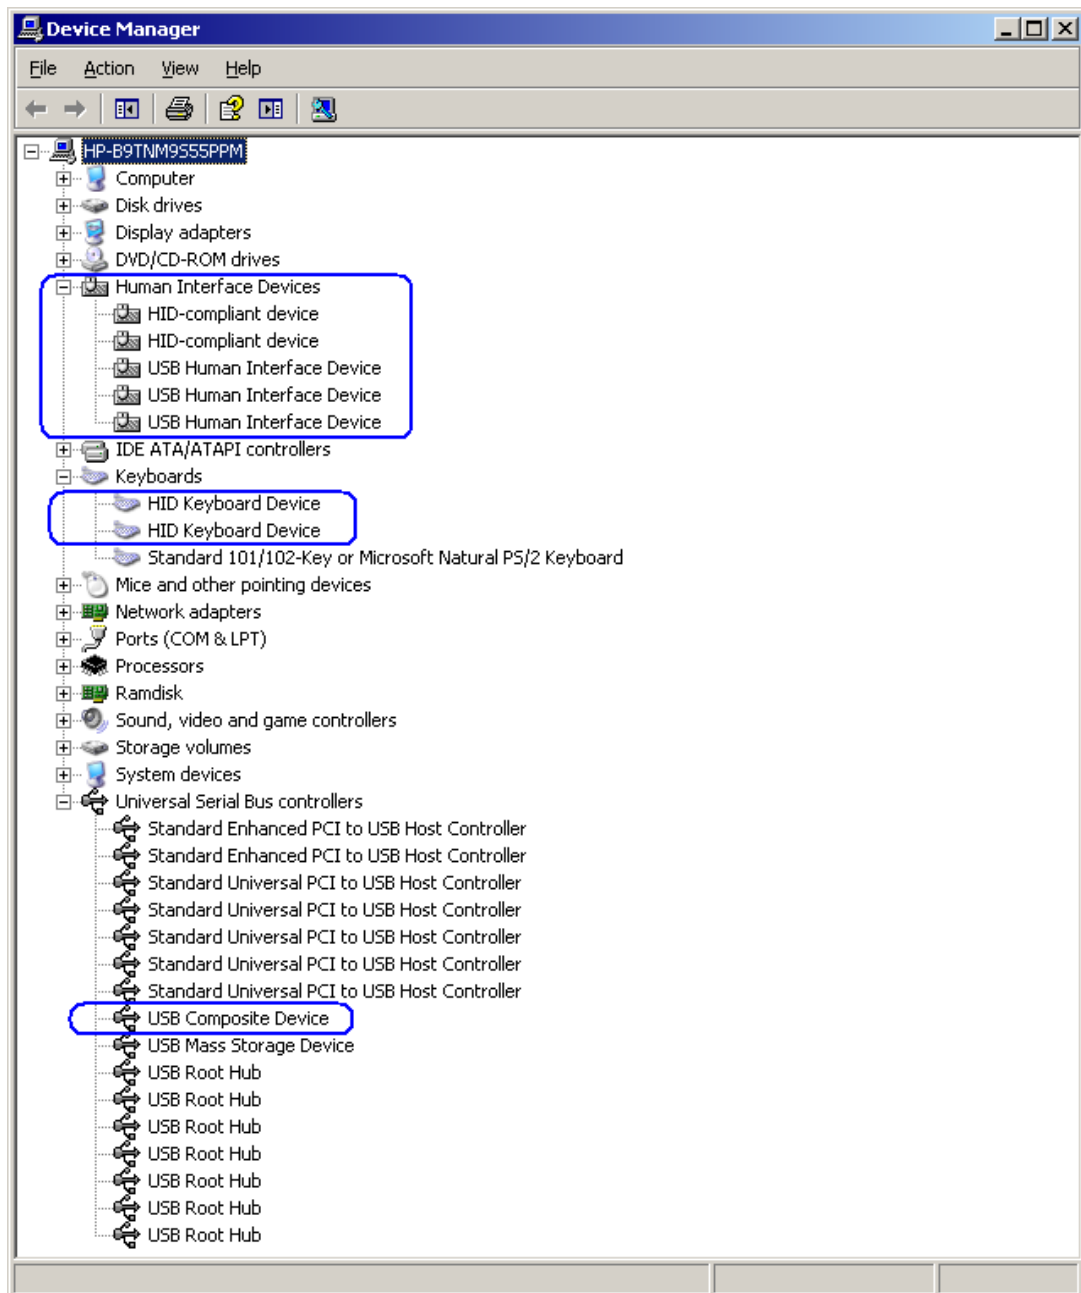 Device Manager
File Action View Help
HP-B9TNM9S55PPM
Computer
Disk drives
Display adapters
DVD/CD-ROM drives
Human Interface Devices
HID-compliant device
HID-compliant device
USB Human Interface Device
USB Human Interface Device
USB Human Interface Device
IDE ATA/ATAPI controllers
Keyboards
HID Keyboard Device
HID Keyboard Device
Standard 101/102-Key or Microsoft Natural PS/2 Keyboard
Mice and other pointing devices
Network adapters
Ports (COM & LPT)
Processors
Ramdisk
Sound, video and game controllers
Storage volumes
System devices
Universal Serial Bus controllers
Standard Enhanced PCI to USB Host Controller
Standard Enhanced PCI to USB Host Controller
Standard Universal PCI to USB Host Controller
Standard Universal PCI to USB Host Controller
Standard Universal PCI to USB Host Controller
Standard Universal PCI to USB Host Controller
Standard Universal PCI to USB Host Controller
USB Composite Device
USB Mass Storage Device
USB Root Hub
USB Root Hub
USB Root Hub
USB Root Hub
USB Root Hub
USB Root Hub
USB Root Hub